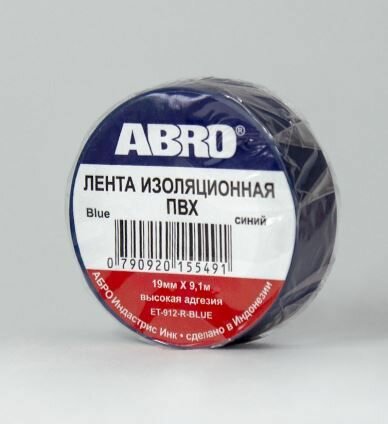 ABRO®
ЛЕНТА ИЗОЛЯЦИОННАЯ
ПВХ
Blue
синий
0 790920 155491
19мм X 9,1м
высокая адгезия
ET-912-R-BLUE
АБРО Индастрис Инк • сделано в Индонезии